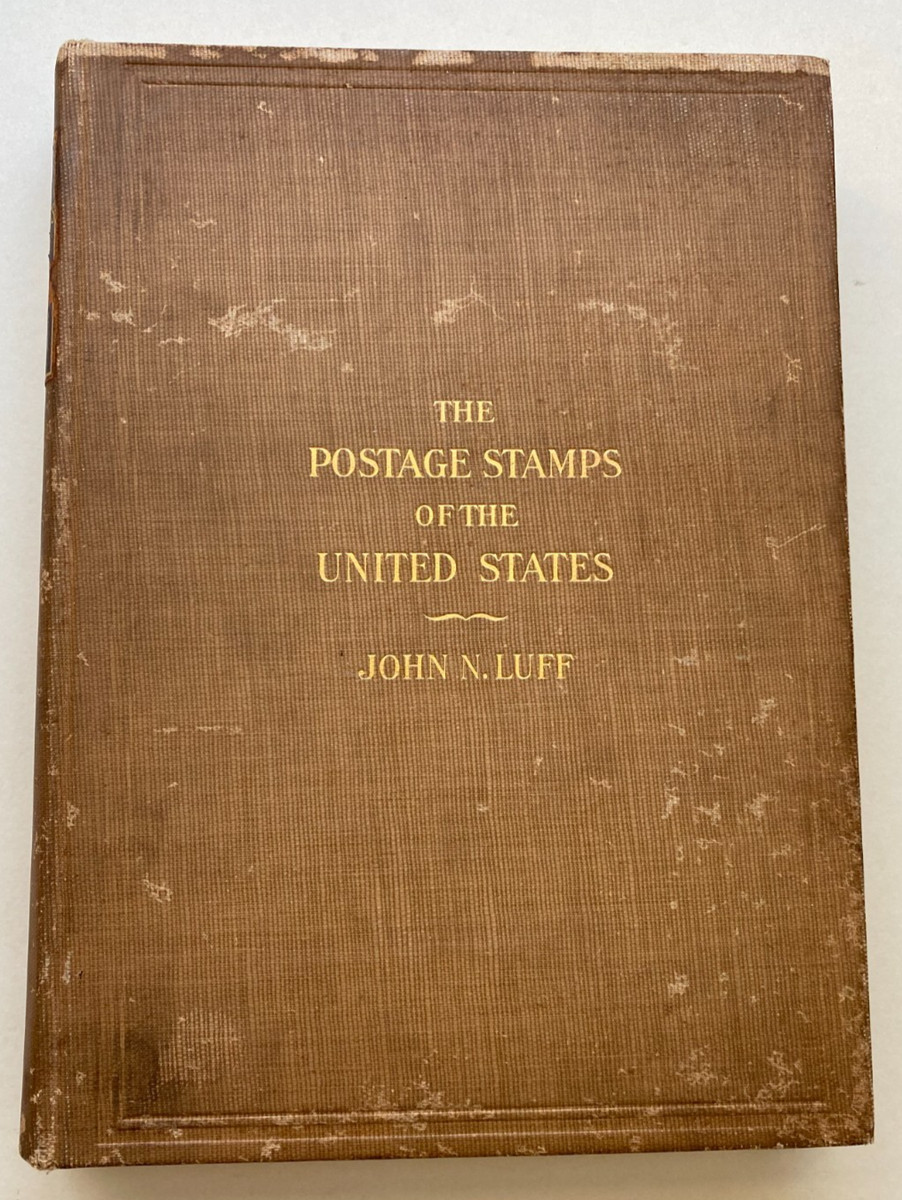 THE
POSTAGE STAMPS
OF THE
UNITED STATES
JOHN N. LUFF